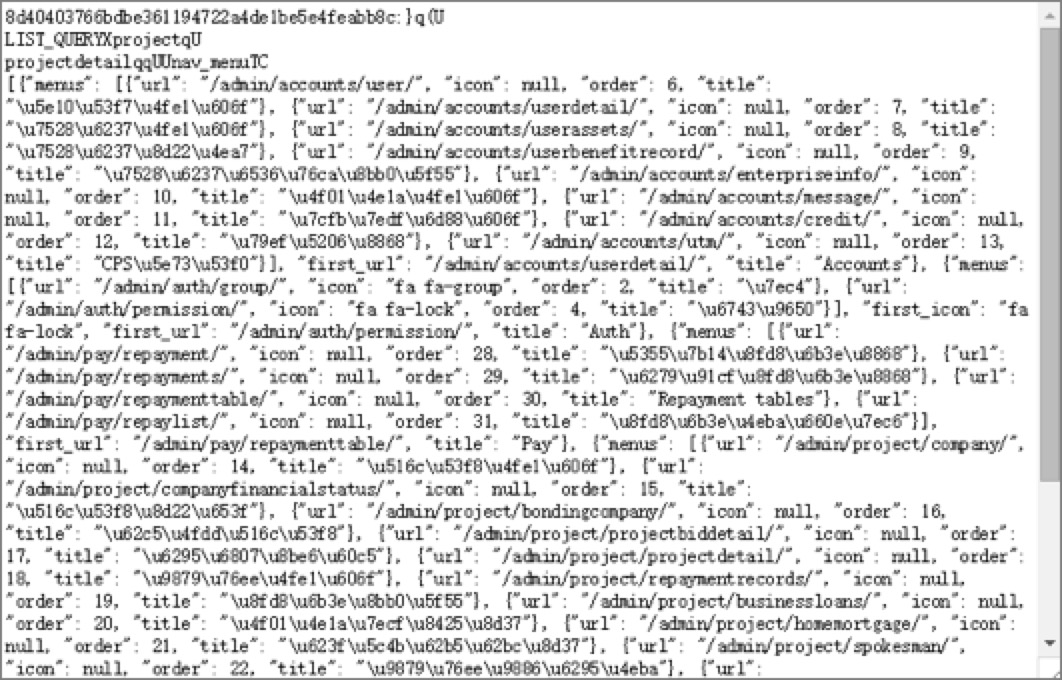 8d40403766bdbe361194722a4de1be5e4feabb8c:}q(U
LIST_QUERYXprojectqU
projectdetailqqUUnav_menuTC
[{"menus": [{"url": "/admin/accounts/user/", "icon": null, "order": 6, "title":
"\u5e10\u53f7\u4fe1\u606f"}, {"url": "/admin/accounts/userdetail/", "icon": null, "order": 7, "title":
"\u7528\u6237\u4fe1\u606f"}, {"url": "/admin/accounts/userassets/", "icon": null, "order": 8, "title":
"\u7528\u6237\u8d22\u4ea7"}, {"url": "/admin/accounts/userbenefitrecord/", "icon": null, "order": 9,
"title": "\u7528\u6237\u6536\u76ca\u8bb0\u5f55"}, {"url": "/admin/accounts/enterpriseinfo/", "icon":
null, "order": 10, "title": "\u4f01\u4e1a\u4fe1\u606f"}, {"url": "/admin/accounts/message/", "icon":
null, "order": 11, "title": "\u7cfb\u7edf\u6d88\u606f"}, {"url": "/admin/accounts/credit/", "icon": null,
"order": 12, "title": "\u79ef\u5206\u8868"}, {"url": "/admin/accounts/utm/", "icon": null, "order": 13,
"title": "CPS\u5e73\u53f0"}], "first_url": "/admin/accounts/userdetail/", "title": "Accounts"}, {"menus":
[{"url": "/admin/auth/group/", "icon": "fa fa-group", "order": 2, "title": "\u7ec4"}, {"url":
"/admin/auth/permission/", "icon": "fa fa-lock", "order": 4, "title": "\u6743\u9650"}], "first_icon": "fa
fa-lock", "first_url": "/admin/auth/permission/", "title": "Auth"}, {"menus": [{"url":
"/admin/pay/repayment/", "icon": null, "order": 28, "title": "\u5355\u7b14\u8fd8\u6b3e\u8868"}, {"url":
"/admin/pay/repayments/", "icon": null, "order": 29, "title": "\u6279\u91cf\u8fd8\u6b3e\u8868"}, {"url":
"/admin/pay/repaymenttable/", "icon": null, "order": 30, "title": "Repayment tables"}, {"url":
"/admin/pay/repaylist/", "icon": null, "order": 31, "title": "\u8fd8\u6b3e\u4eba\u660e\u7ec6"}],
"first_url": "/admin/pay/repaymenttable/", "title": "Pay"}, {"menus": [{"url": "/admin/project/company/",
"icon": null, "order": 14, "title": "\u516c\u53f8\u4fe1\u606f"}, {"url":
"/admin/project/companyfinancialstatus/", "icon": null, "order": 15, "title":
"\u516c\u53f8\u8d22\u653f"}, {"url": "/admin/project/bondingcompany/", "icon": null, "order": 16,
"title": "\u62c5\u4fdd\u516c\u53f8"}, {"url": "/admin/project/projectbiddetail/", "icon": null, "order":
17, "title": "\u6295\u6807\u8be6\u60c5"}, {"url": "/admin/project/projectdetail/", "icon": null, "order":
18, "title": "\u9879\u76ee\u4fe1\u606f"}, {"url": "/admin/project/repaymentrecords/", "icon": null,
"order": 19, "title": "\u8fd8\u6b3e\u8bb0\u5f55"}, {"url": "/admin/project/businessloans/", "icon": null,
"order": 20, "title": "\u4f01\u4e1a\u7ecf\u8425\u8d37"}, {"url": "/admin/project/homemortgage/", "icon":
null, "order": 21, "title": "\u623f\u5c4b\u62b5\u62bc\u8d37"}, {"url": "/admin/project/spokesman/",
"icon": null, "order": 22, "title": "\u9879\u76ee\u9886\u6295\u4eba"}, {"url":